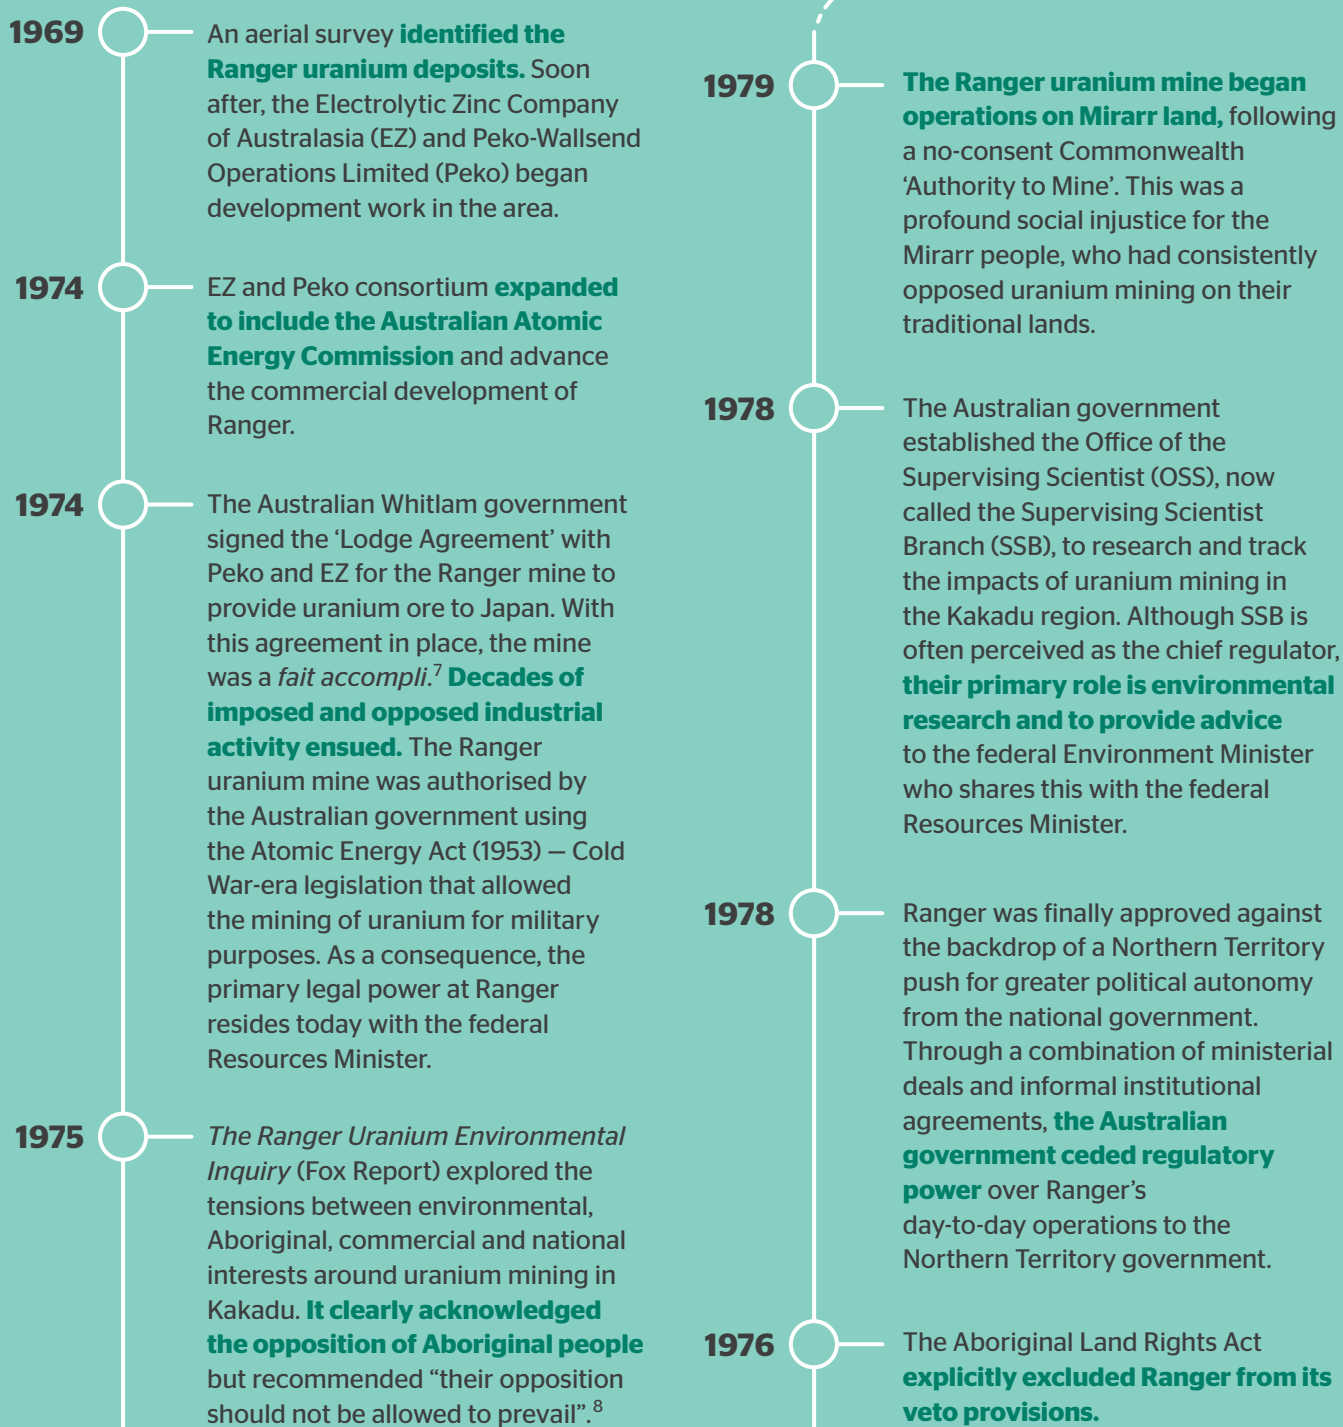 1969
An aerial survey identified the
Ranger uranium deposits. Soon
after, the Electrolytic Zinc Company
of Australasia (EZ) and Peko-Wallsend
Operations Limited (Peko) began
development work in the area.
1974
EZ and Peko consortium expanded
to include the Australian Atomic
Energy Commission and advance
the commercial development of
Ranger.
1974
The Australian Whitlam government
signed the ‘Lodge Agreement’ with
Peko and EZ for the Ranger mine to
provide uranium ore to Japan. With
this agreement in place, the mine
was a fait accompli.7 Decades of
imposed and opposed industrial
activity ensued. The Ranger
uranium mine was authorised by
the Australian government using
the Atomic Energy Act (1953) — Cold
War-era legislation that allowed
the mining of uranium for military
purposes. As a consequence, the
primary legal power at Ranger
resides today with the federal
Resources Minister.
1975
The Ranger Uranium Environmental
Inquiry (Fox Report) explored the
tensions between environmental,
Aboriginal, commercial and national
interests around uranium mining in
Kakadu. It clearly acknowledged
the opposition of Aboriginal people
but recommended “their opposition
should not be allowed to prevail”.8
1979
The Ranger uranium mine began
operations on Mirarr land, following
a no-consent Commonwealth
‘Authority to Mine’. This was a
profound social injustice for the
Mirarr people, who had consistently
opposed uranium mining on their
traditional lands.
1978
The Australian government
established the Office of the
Supervising Scientist (OSS), now
called the Supervising Scientist
Branch (SSB), to research and track
the impacts of uranium mining in
the Kakadu region. Although SSB is
often perceived as the chief regulator,
their primary role is environmental
research and to provide advice
to the federal Environment Minister
who shares this with the federal
Resources Minister.
1978
Ranger was finally approved against
the backdrop of a Northern Territory
push for greater political autonomy
from the national government.
Through a combination of ministerial
deals and informal institutional
agreements, the Australian
government ceded regulatory
power over Ranger’s
day-to-day operations to the
Northern Territory government.
1976
The Aboriginal Land Rights Act
explicitly excluded Ranger from its
veto provisions.